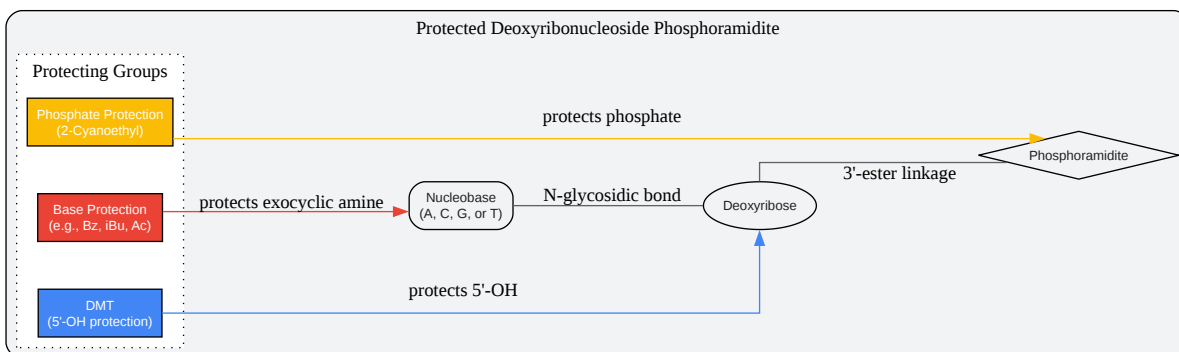 Protected Deoxyribonucleoside Phosphoramidite
Protecting Groups
Phosphate Protection
(2-Cyanoethyl)
protects phosphate
Phosphoramidite
3'-ester linkage
Base Protection
(e.g., Bz, iBu, Ac)
protects exocyclic amine
Nucleobase
(A, C, G, or T)
N-glycosidic bond
Deoxyribose
DMT
(5'-OH protection)
protects 5'-OH